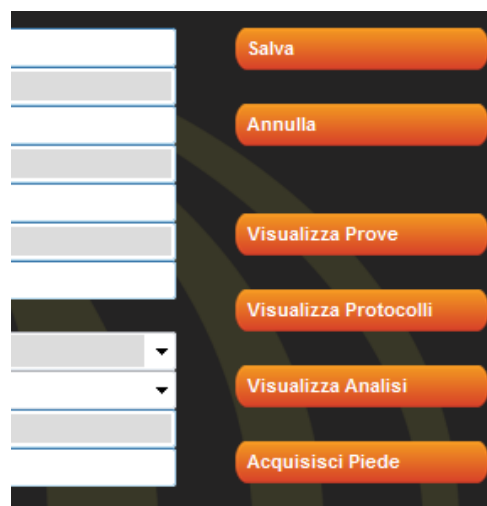 Salva
Annulla
Visualizza Prove
Visualizza Protocolli
Visualizza Analisi
Acquisisci Piede